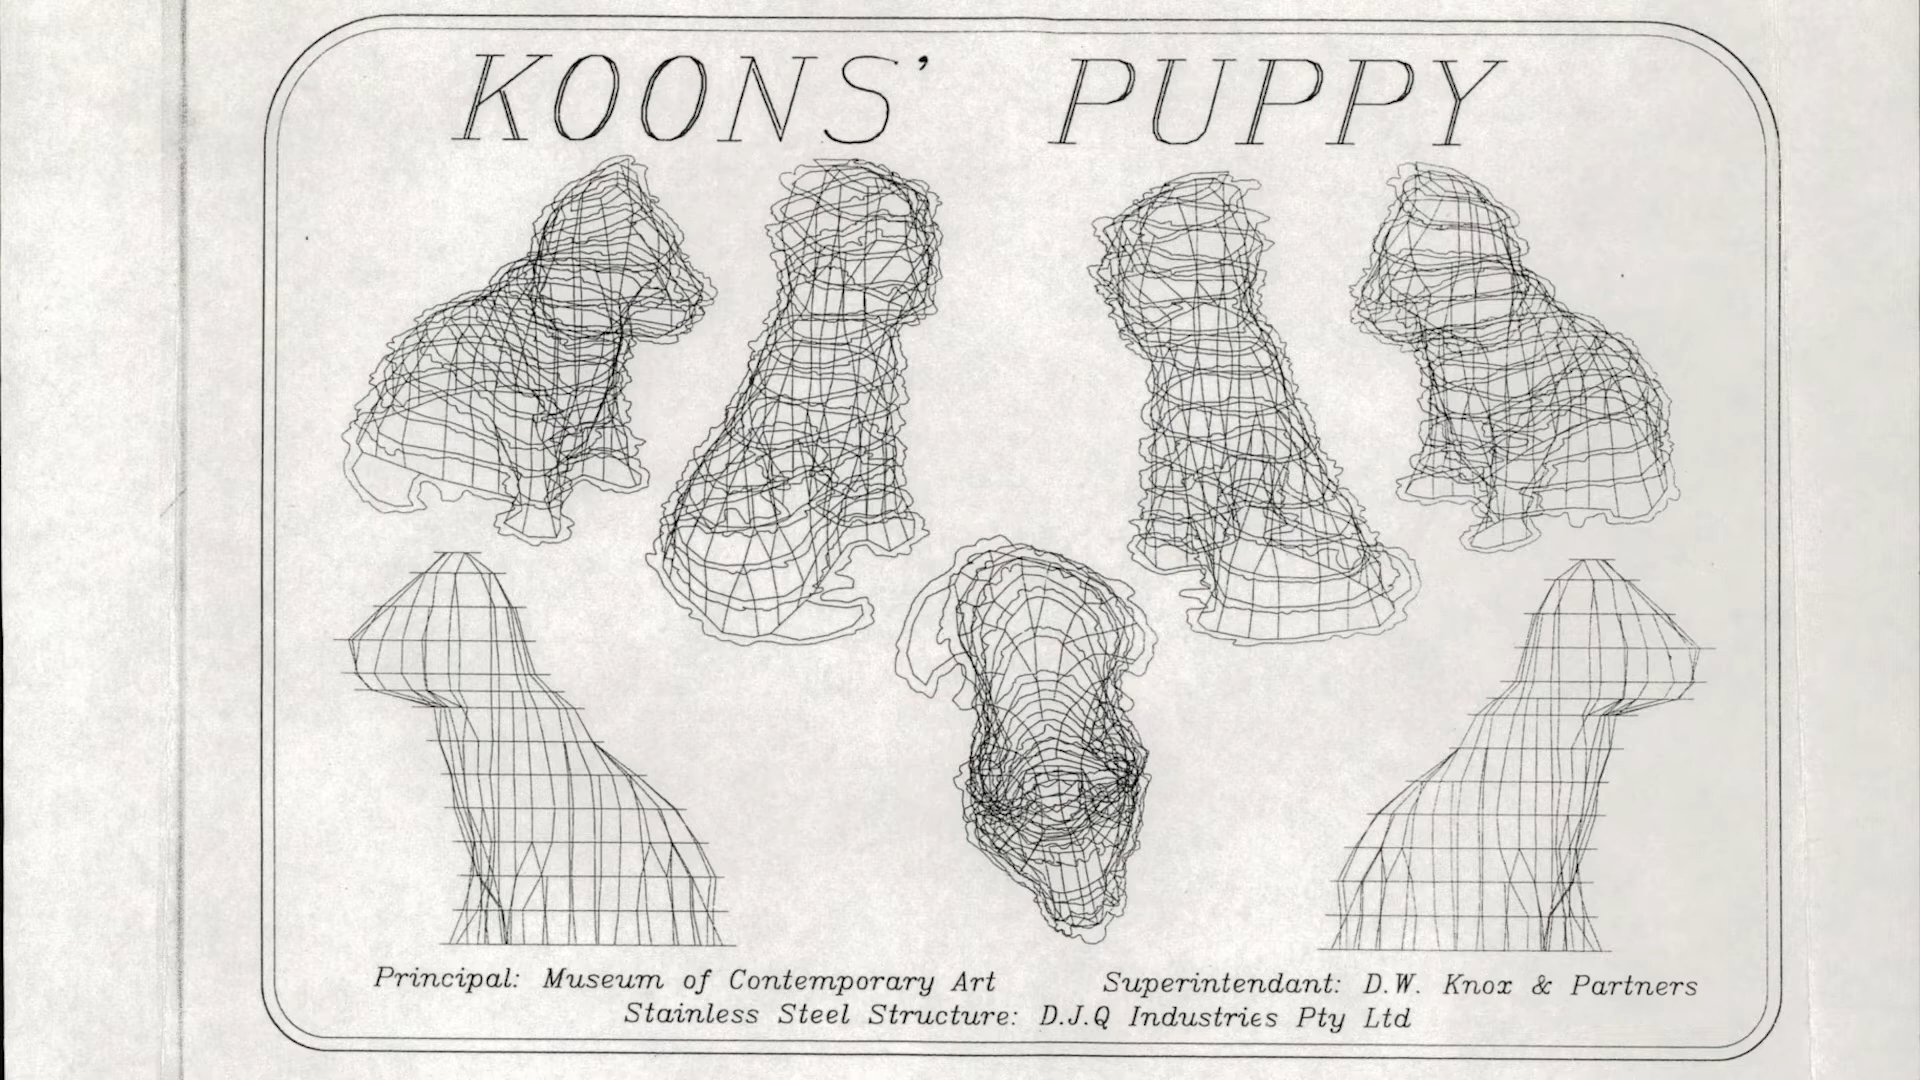 KOONS' PUPPY
Principal: Museum of Contemporary Art Superintendant: D.W. Knox & Partners
Stainless Steel Structure: D.J.Q Industries Pty Ltd